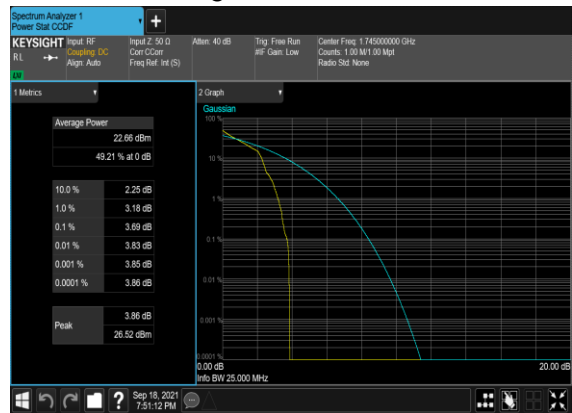 Spectrum Analyzer 1
Power Stat CCDF
+
KEYSIGHT Input: RF Input Z: 50 Ω Atten: 40 dB Trig: Free Run Center Freq: 1.745000000 GHz
RL Coupling: DC Corr CCorr #IF Gain: Low Counts: 1.00 M/1.00 Mpt
Align: Auto Freq Ref: Int (S) Radio Std: None
1 Metrics
2 Graph
Average Power
22.66 dBm
49.21 % at 0 dB
10.0 % 2.25 dB
1.0 % 3.18 dB
0.1 % 3.69 dB
0.01 % 3.83 dB
0.001 % 3.85 dB
0.0001 % 3.86 dB
Peak
3.86 dB
26.52 dBm
Gaussian
100 %
10 %
1 %
0.1 %
0.01 %
0.001 %
0.0001 %
0.00 dB 20.00 dB
Info BW 25.000 MHz
? Sep 18, 2021
7:51:12 PM